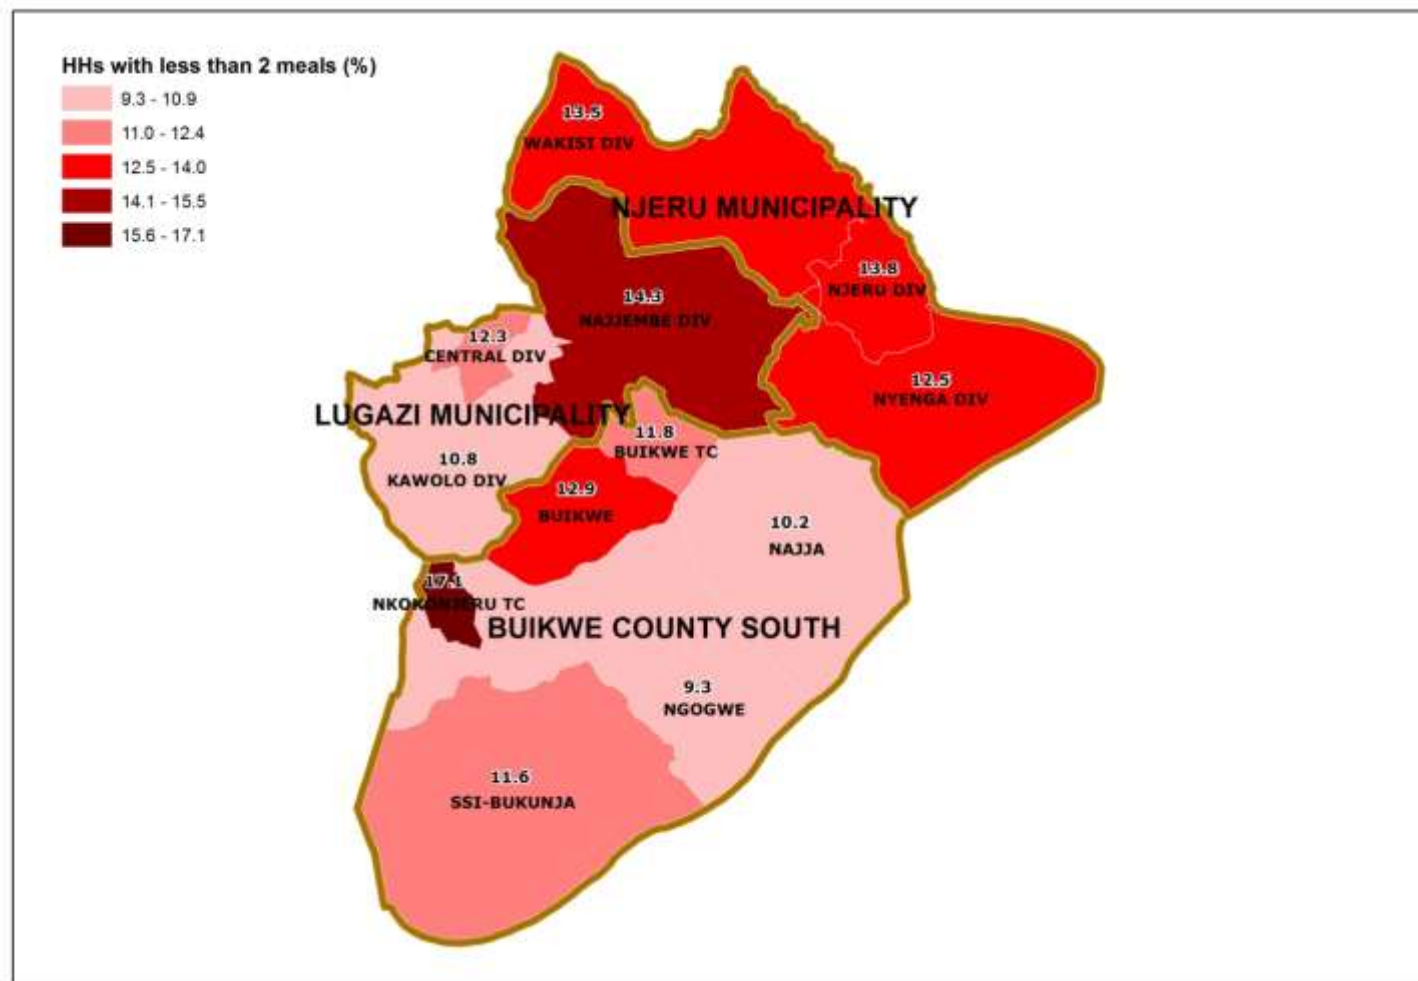 HHs with less than 2 meals (%)
9.3 - 10.9
11.0 - 12.4
12.5 - 14.0
14.1 - 15.5
15.6 - 17.1
13.5
WAKISI DIV
NJERU MUNICIPALITY
13.8
NJERU DIV
14.3
NAJJEMBE DIV
12.3
CENTRAL DIV
12.5
NYENGA DIV
LUGAZI MUNICIPALITY
11.8
BUIKWE TC
10.8
KAWOLO DIV
12.9
BUIKWE
10.2
NAJJA
17.1
NKOKONJERU TC
BUIKWE COUNTY SOUTH
9.3
NGOGWE
11.6
SSI-BUKUNJA